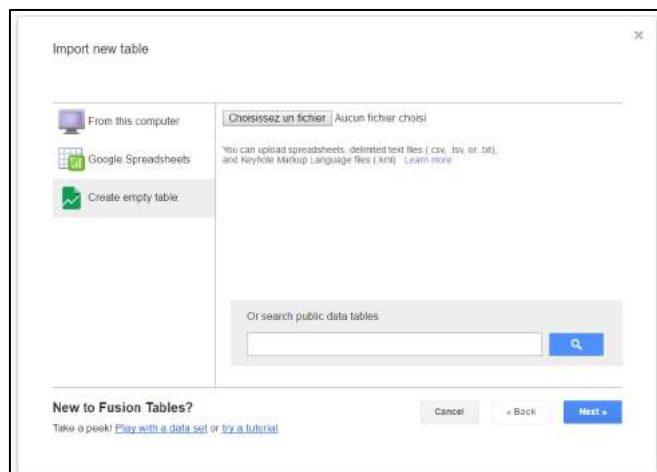 Import new table
×
From this computer
Google Spreadsheets
Create empty table
Choisissez un fichier Aucun fichier choisi
You can upload spreadsheets, delimited text files (.csv, .tsv, or .txt),
and Keyhole Markup Language files (.kml) Learn more
Or search public data tables
New to Fusion Tables?
Take a peek! Play with a data set or try a tutorial
Cancel
« Back
Next »